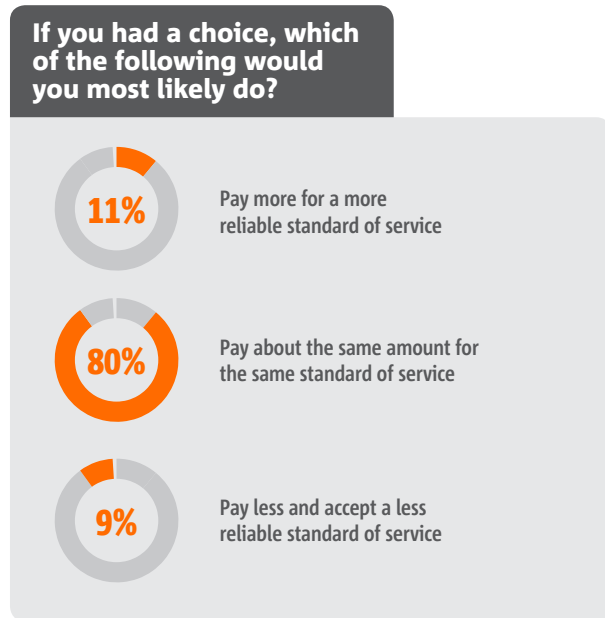 If you had a choice, which
of the following would
you most likely do?
11%
Pay more for a more
reliable standard of service
80%
Pay about the same amount for
the same standard of service
9%
Pay less and accept a less
reliable standard of service